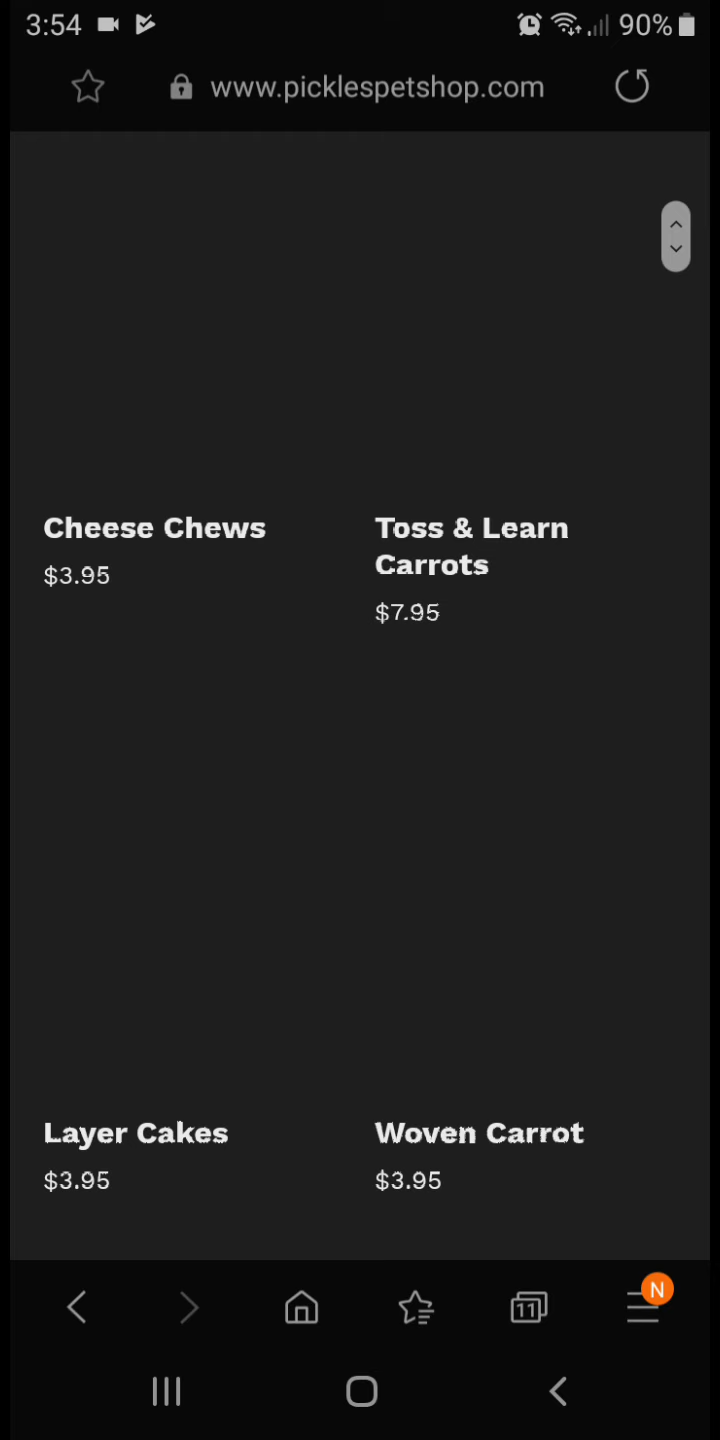 3:54
90%
www.picklespetshop.com
Cheese Chews
$3.95
Toss & Learn
Carrots
$7.95
Layer Cakes
$3.95
Woven Carrot
$3.95
11
N